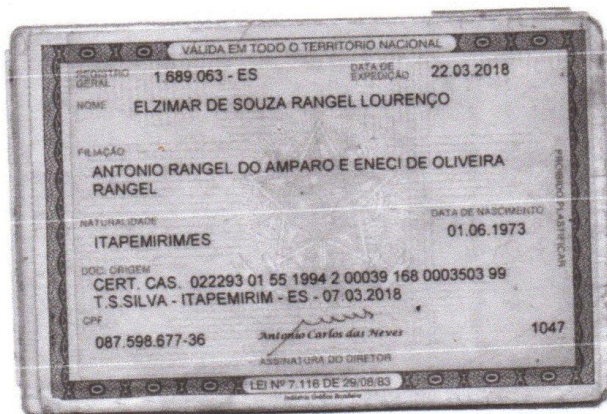 VÁLIDA EM TODO O TERRITÓRIO NACIONAL
REGISTRO GERAL 1.689.063 - ES DATA DE EXPEDIÇÃO 22.03.2018
NOME ELZIMAR DE SOUZA RANGEL LOURENÇO
FILIAÇÃO
ANTONIO RANGEL DO AMPARO E ENECI DE OLIVEIRA
RANGEL
PROIBIDO PLASTIFICAR
NATURALIDADE DATA DE NASCIMENTO
ITAPEMIRIM/ES 01.06.1973
DOC. ORIGEM
CERT. CAS. 022293 01 55 1994 2 00039 168 0003503 99
T.S.SILVA - ITAPEMIRIM - ES - 07.03.2018
CPF
087.598.677-36 Antonio Carlos das Neves 1047
ASSINATURA DO DIRETOR
LEI Nº 7.116 DE 29/08/83
Indústria Gráfica Brasileira